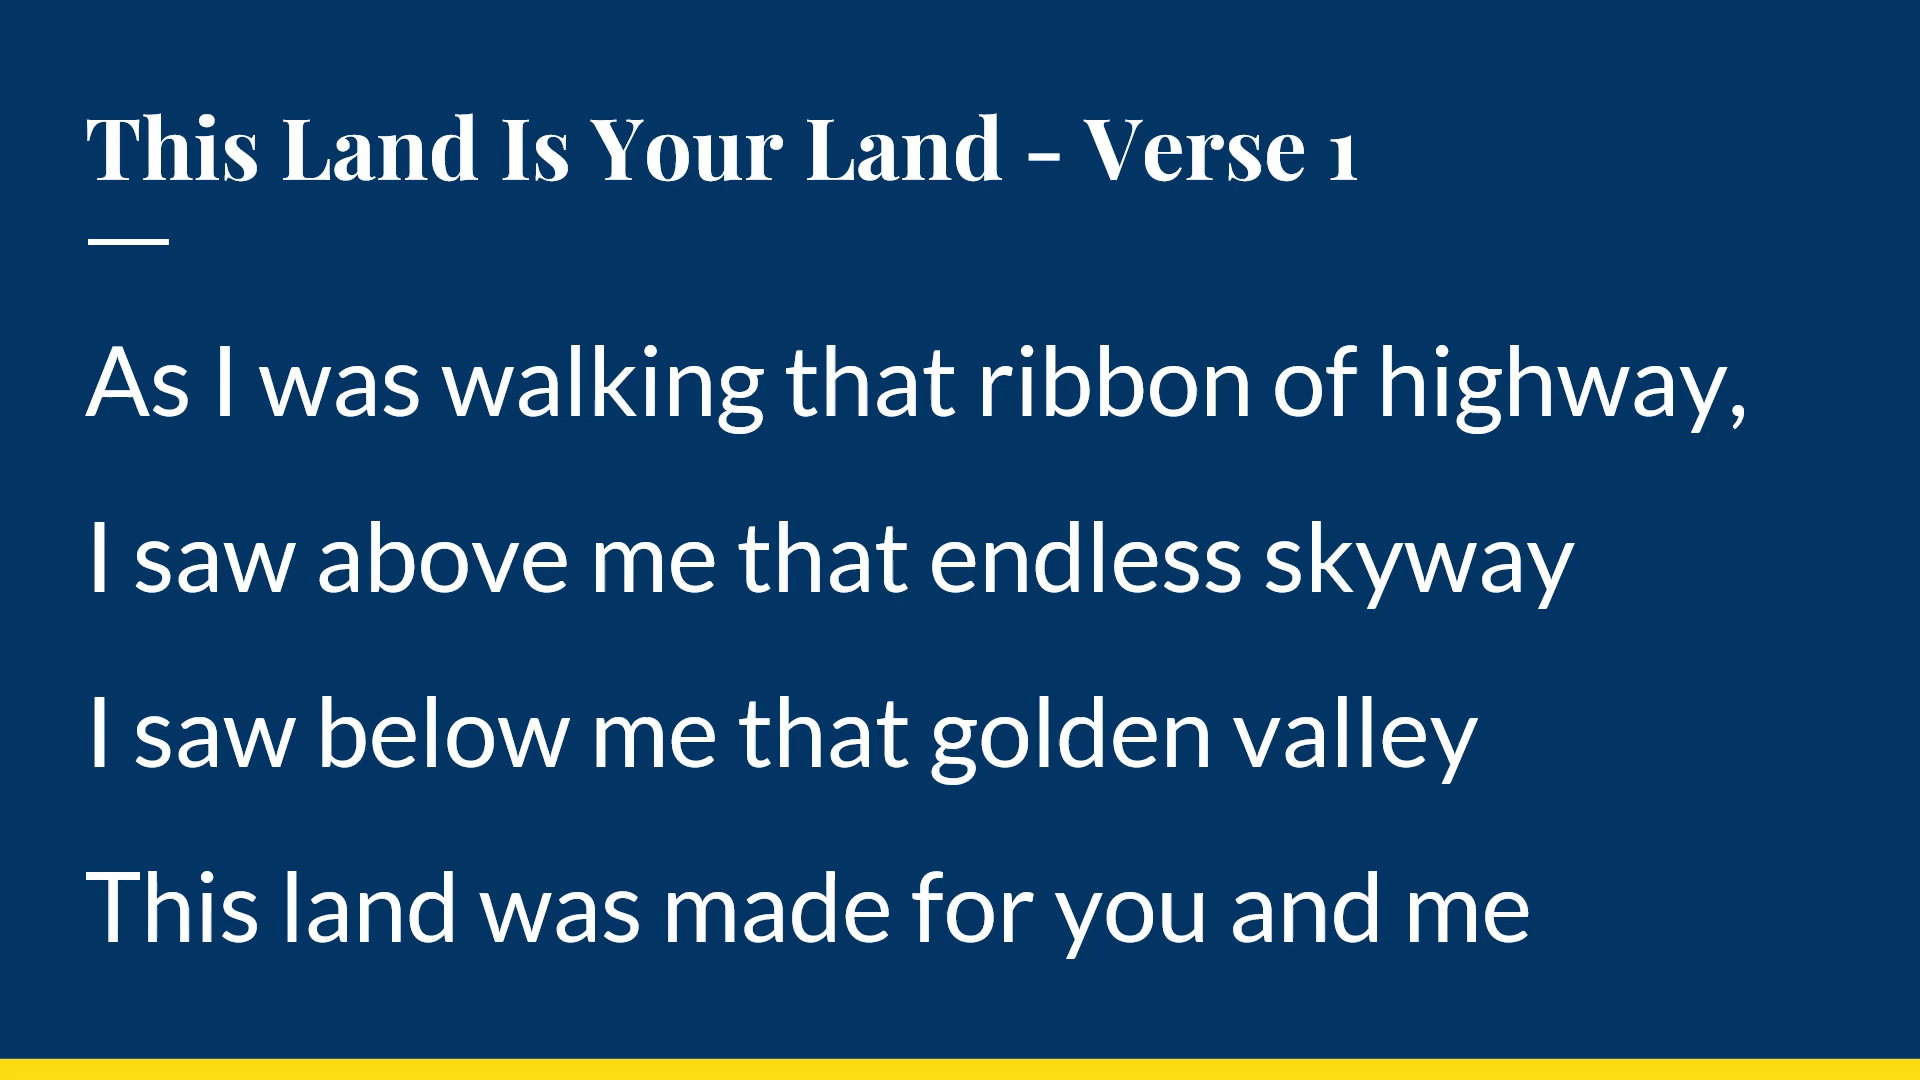 This Land Is Your Land - Verse 1
As I was walking that ribbon of highway,
I saw above me that endless skyway
I saw below me that golden valley
This land was made for you and me